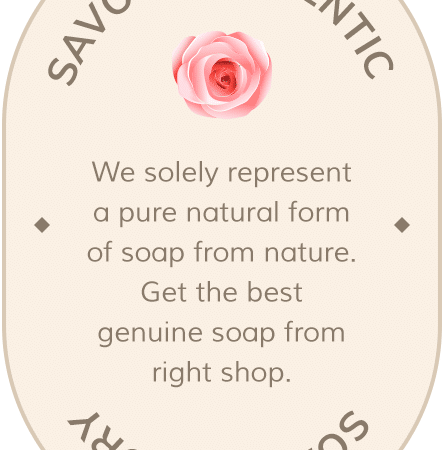 We solely represent
a pure natural form
of soap from nature.
Get the best
genuine soap from
right shop.